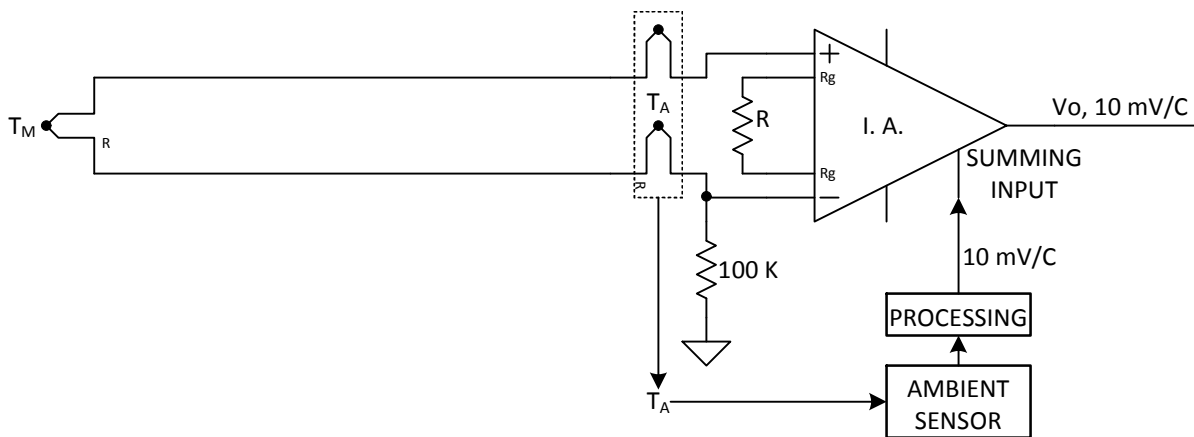 T_M
R
T_A
R
+
Rg
R
Rg
−
I. A.
Vo, 10 mV/C
SUMMING
INPUT
100 K
10 mV/C
PROCESSING
T_A
AMBIENT
SENSOR